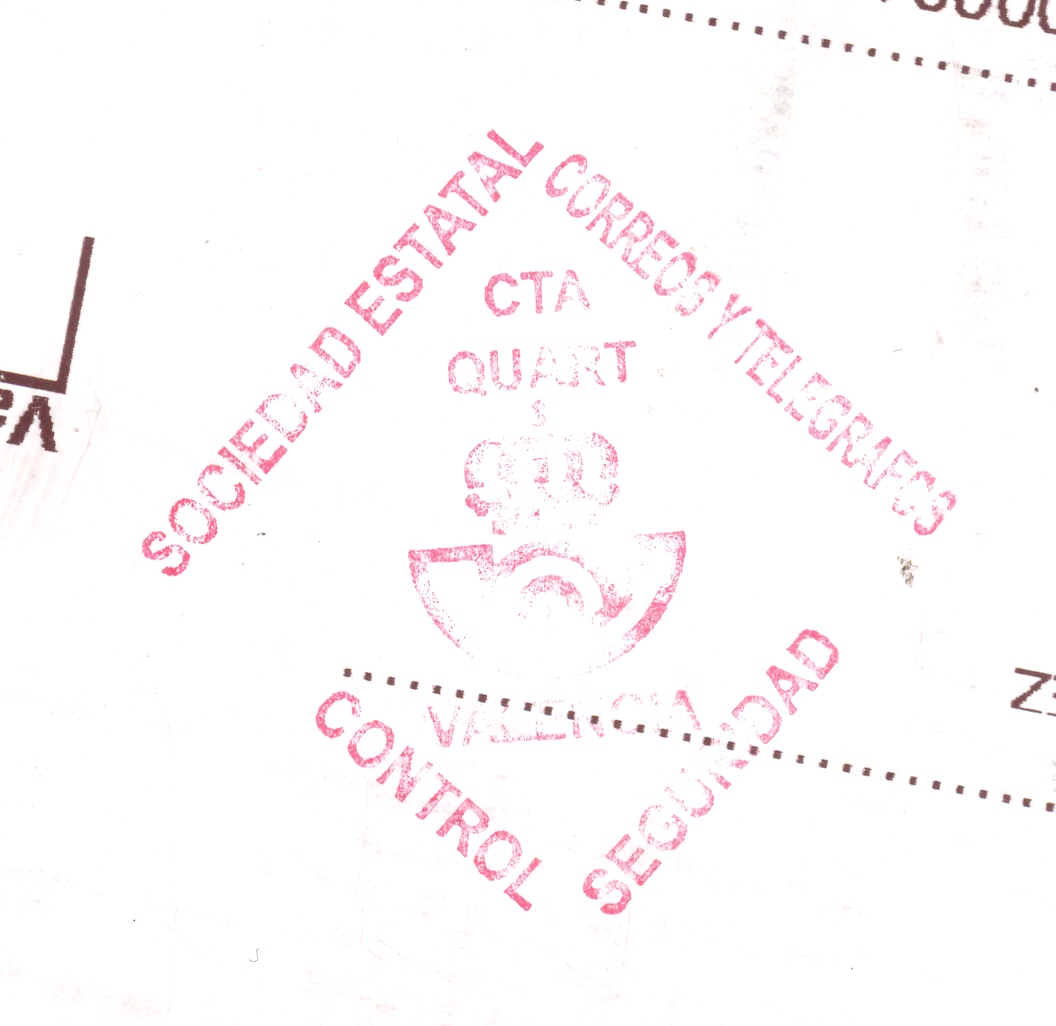 SOCIEDAD ESTATAL
CORREOS Y TELEGRAFOS
CTA
QUART
S
VALENCIA
CONTROL
SEGURIDAD